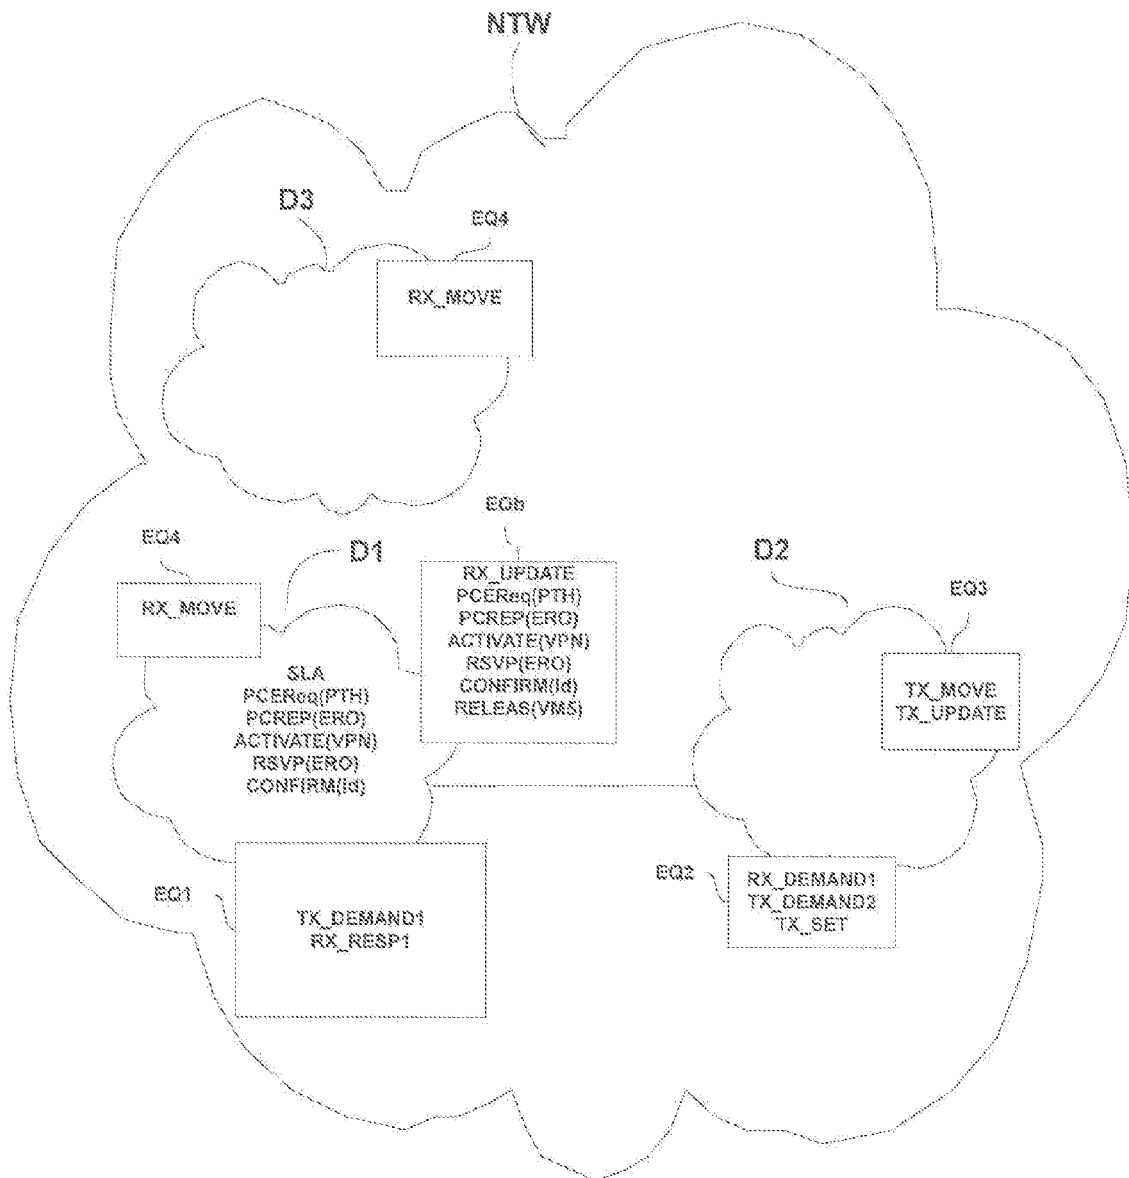 NTW
D3
EQ4
RX_MOVE
EQb
EQ4
D1
D2
RX_UPDATE
PCEReq(PTH)
PCREP(ERO)
ACTIVATE(VPN)
RSVP(ERO)
CONFIRM(id)
RELEAS(VMS)
RX_MOVE
EQ3
SLA
PCEReq(PTH)
PCREP(ERO)
ACTIVATE(VPN)
RSVP(ERO)
CONFIRM(id)
TX_MOVE
TX_UPDATE
EQ1
TX_DEMAND1
RX_RESP1
EQ2
RX_DEMAND1
TX_DEMAND2
TX_SET